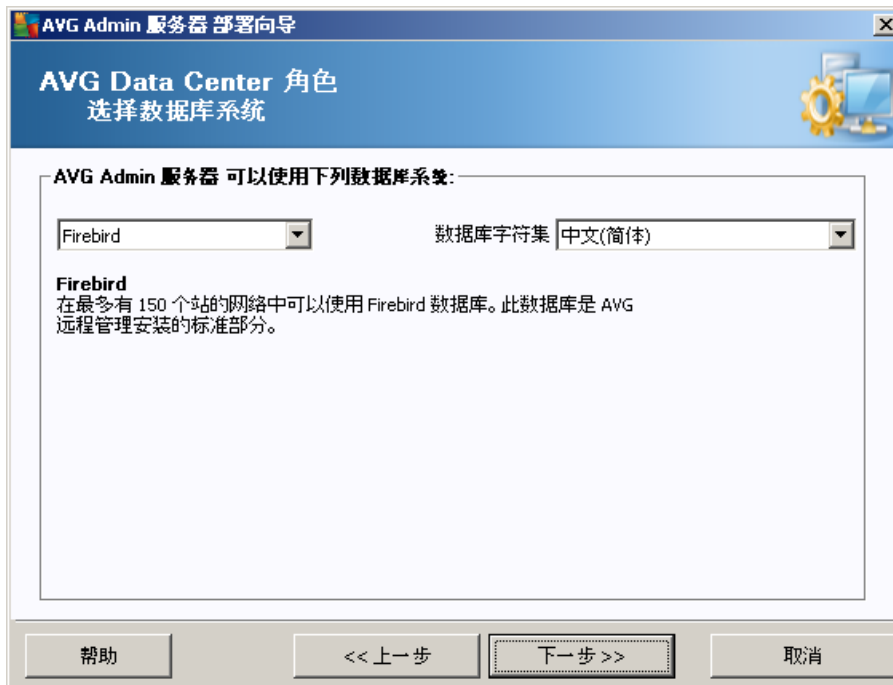 AVG Admin 服务器 部署向导
AVG Data Center 角色
选择数据库系统
AVG Admin 服务器 可以使用下列数据库系统:
Firebird
数据库字符集 中文(简体)
Firebird
在最多有 150 个站的网络中可以使用 Firebird 数据库。此数据库是 AVG
远程管理安装的标准部分。
帮助
<< 上一步
下一步 >>
取消